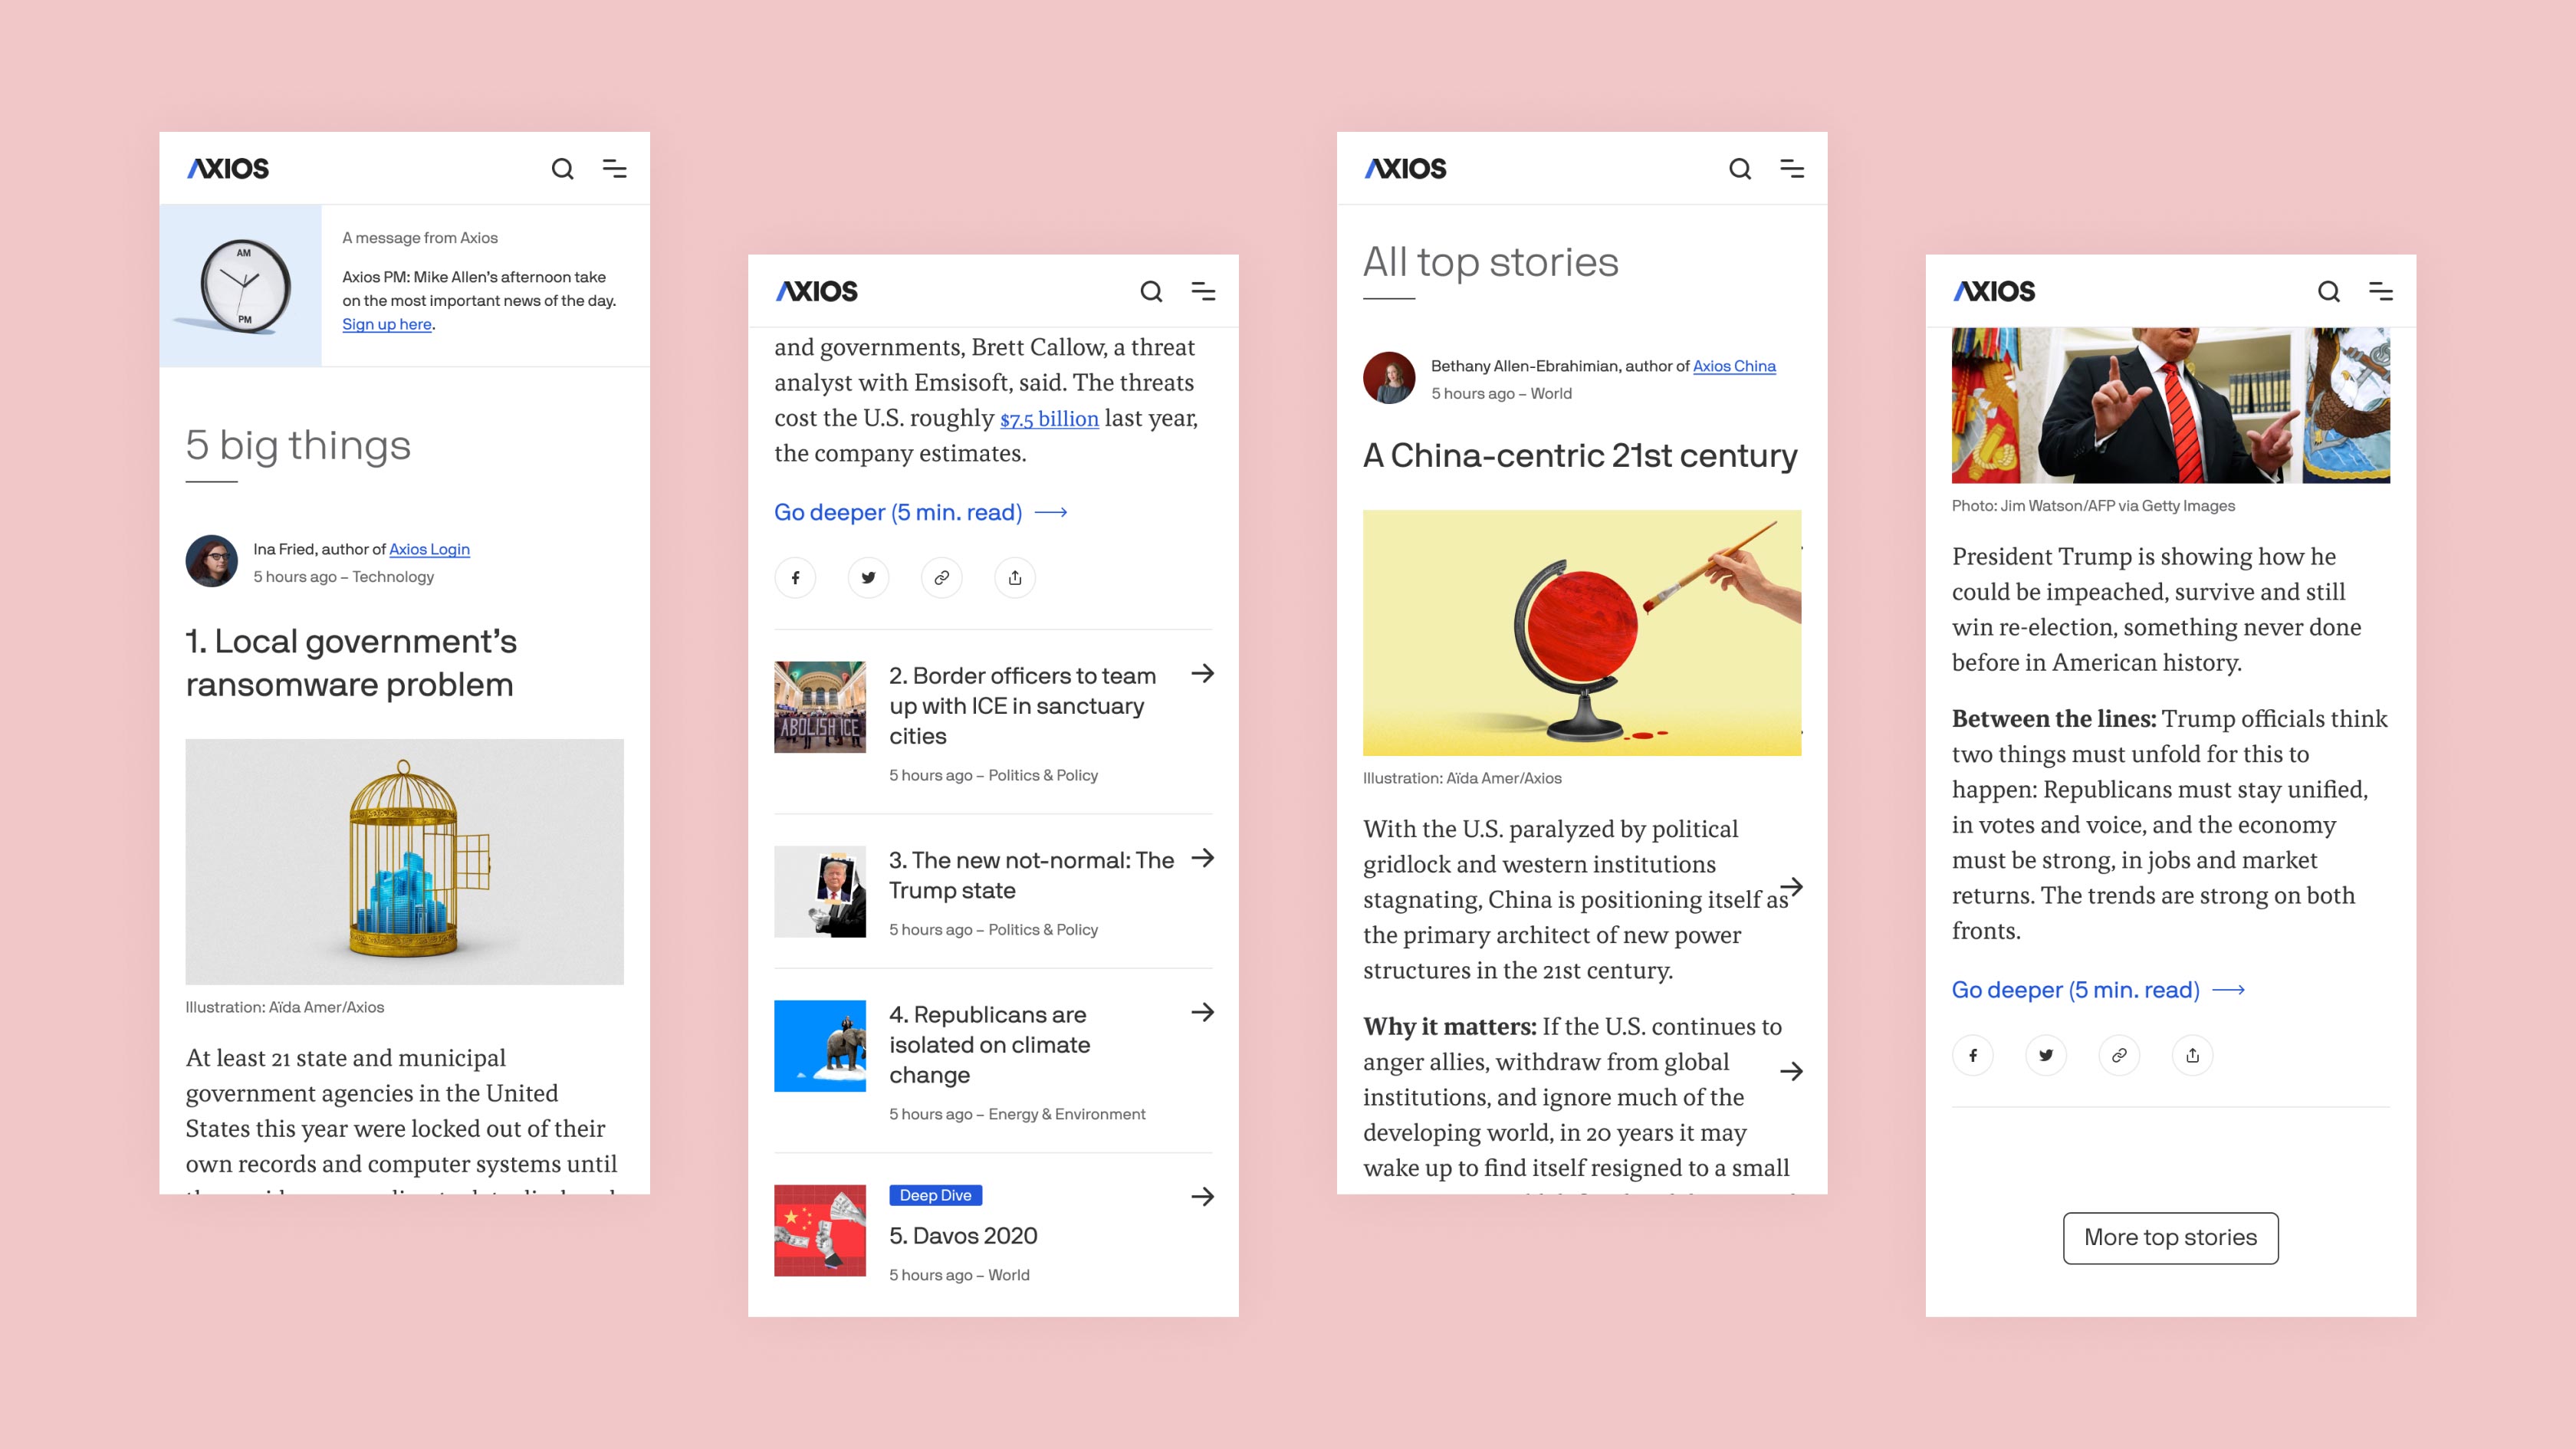 AXIOS
AM
PM
A message from Axios
Axios PM: Mike Allen's afternoon take
on the most important news of the day.
Sign up here.
5 big things
Ina Fried, author of Axios Login
5 hours ago – Technology
1. Local government's
ransomware problem
Illustration: Aïda Amer/Axios
At least 21 state and municipal
government agencies in the United
States this year were locked out of their
own records and computer systems until
AXIOS
and governments, Brett Callow, a threat
analyst with Emsisoft, said. The threats
cost the U.S. roughly $7.5 billion last year,
the company estimates.
Go deeper (5 min. read)
ABOLISH ICE
2. Border officers to team
up with ICE in sanctuary
cities
5 hours ago – Politics & Policy
3. The new not-normal: The
Trump state
5 hours ago – Politics & Policy
4. Republicans are
isolated on climate
change
5 hours ago – Energy & Environment
Deep Dive
5. Davos 2020
5 hours ago – World
AXIOS
All top stories
Bethany Allen-Ebrahimian, author of Axios China
5 hours ago – World
A China-centric 21st century
Illustration: Aïda Amer/Axios
With the U.S. paralyzed by political
gridlock and western institutions
stagnating, China is positioning itself as
the primary architect of new power
structures in the 21st century.
Why it matters: If the U.S. continues to
anger allies, withdraw from global
institutions, and ignore much of the
developing world, in 20 years it may
wake up to find itself resigned to a small
AXIOS
Photo: Jim Watson/AFP via Getty Images
President Trump is showing how he
could be impeached, survive and still
win re-election, something never done
before in American history.
Between the lines: Trump officials think
two things must unfold for this to
happen: Republicans must stay unified,
in votes and voice, and the economy
must be strong, in jobs and market
returns. The trends are strong on both
fronts.
Go deeper (5 min. read)
More top stories